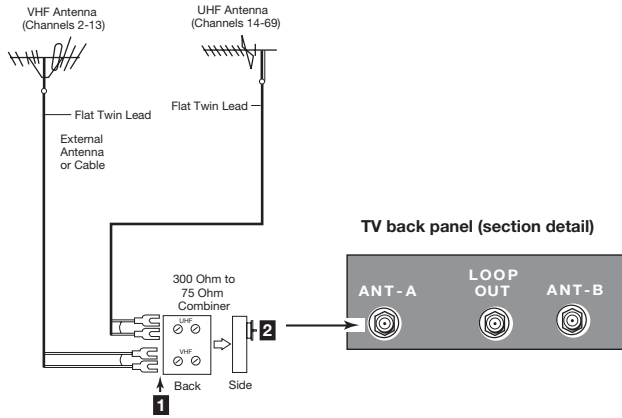 VHF Antenna
(Channels 2-13)
UHF Antenna
(Channels 14-69)
Flat Twin Lead
Flat Twin Lead
External
Antenna
or Cable
TV back panel (section detail)
ANT-A
LOOP
OUT
ANT-B
300 Ohm to
75 Ohm
Combiner
UHF
VHF
2
Back
Side
1